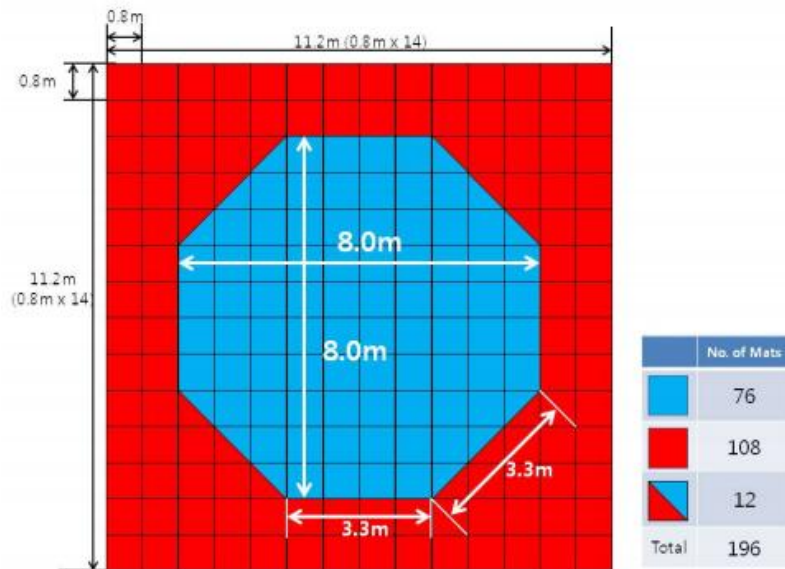 0.8m
11.2m (0.8m x 14)
0.8m
8.0m
11.2m
(0.8m x 14)
8.0m
3.3m
3.3m
No. of Mats
76
108
12
Total 196